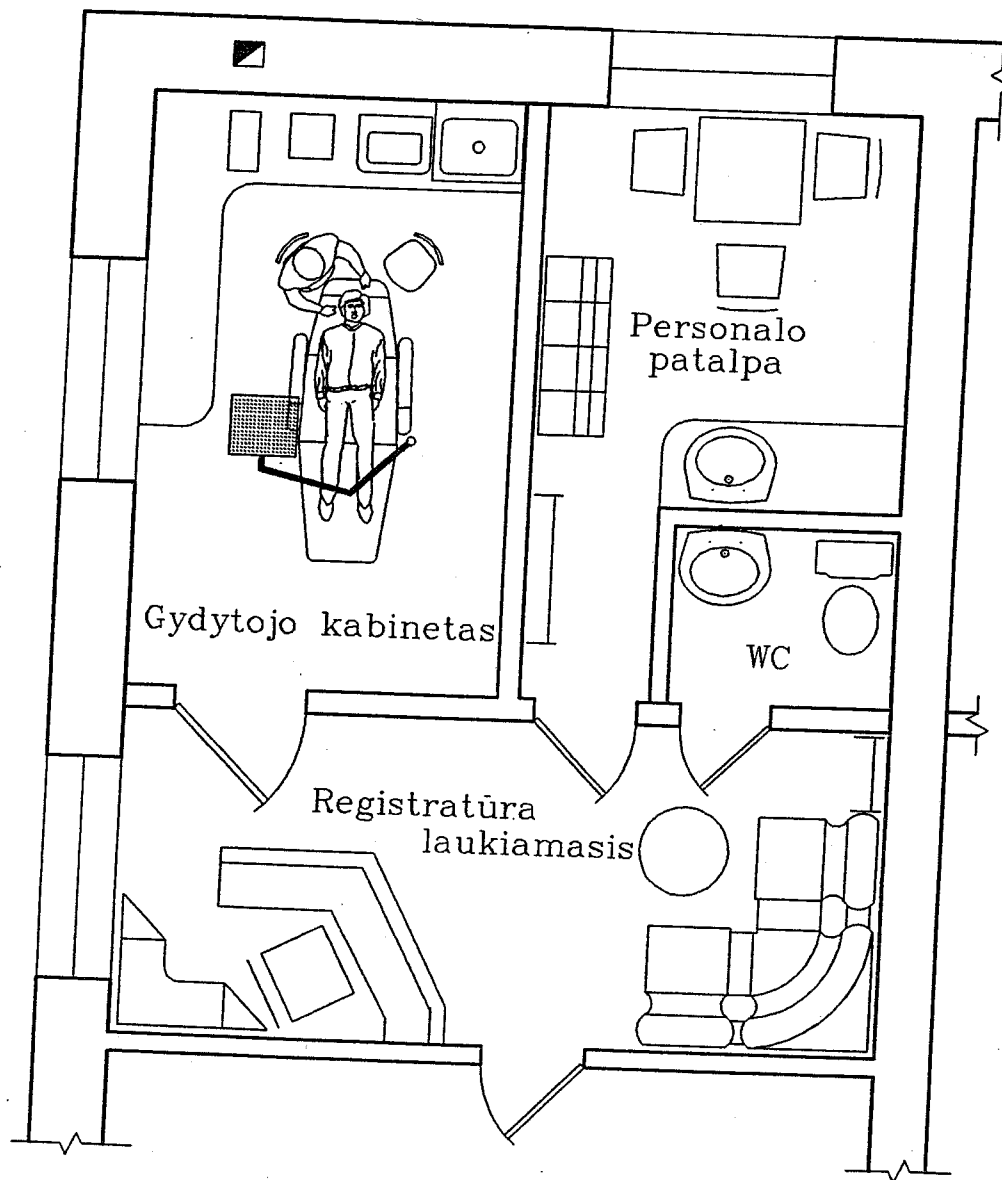 Personalo
patalpa
Gydytojo kabinetas
WC
Registratūra
laukiamasis